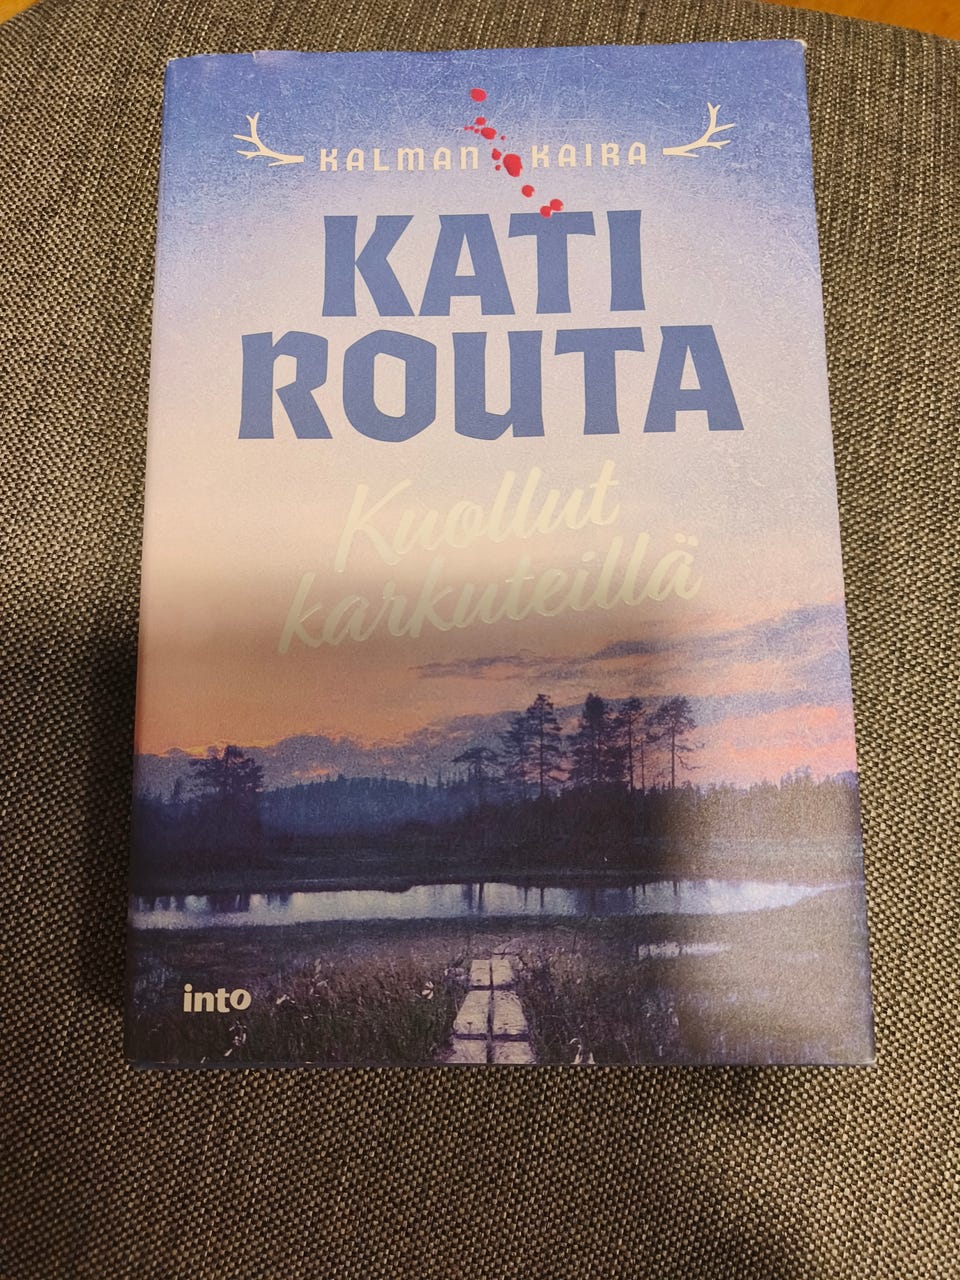 KALMAN KAIRA
KATI
ROUTA
Kuollut
karkuteillä
into